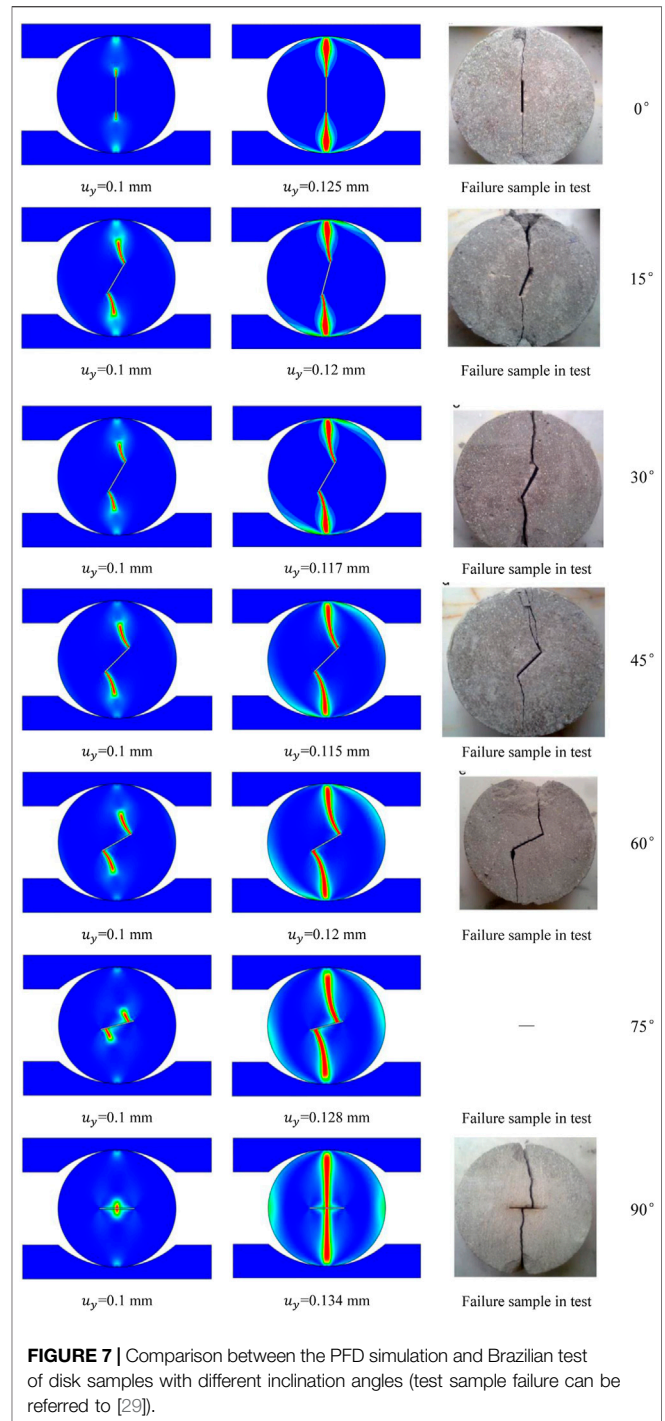 0°
u_y=0.1 mm u_y=0.125 mm Failure sample in test
15°
u_y=0.1 mm u_y=0.12 mm Failure sample in test
30°
u_y=0.1 mm u_y=0.117 mm Failure sample in test
45°
u_y=0.1 mm u_y=0.115 mm Failure sample in test
60°
u_y=0.1 mm u_y=0.12 mm Failure sample in test
— 75°
u_y=0.1 mm u_y=0.128 mm Failure sample in test
90°
u_y=0.1 mm u_y=0.134 mm Failure sample in test
FIGURE 7 | Comparison between the PFD simulation and Brazilian test
of disk samples with different inclination angles (test sample failure can be
referred to [29]).